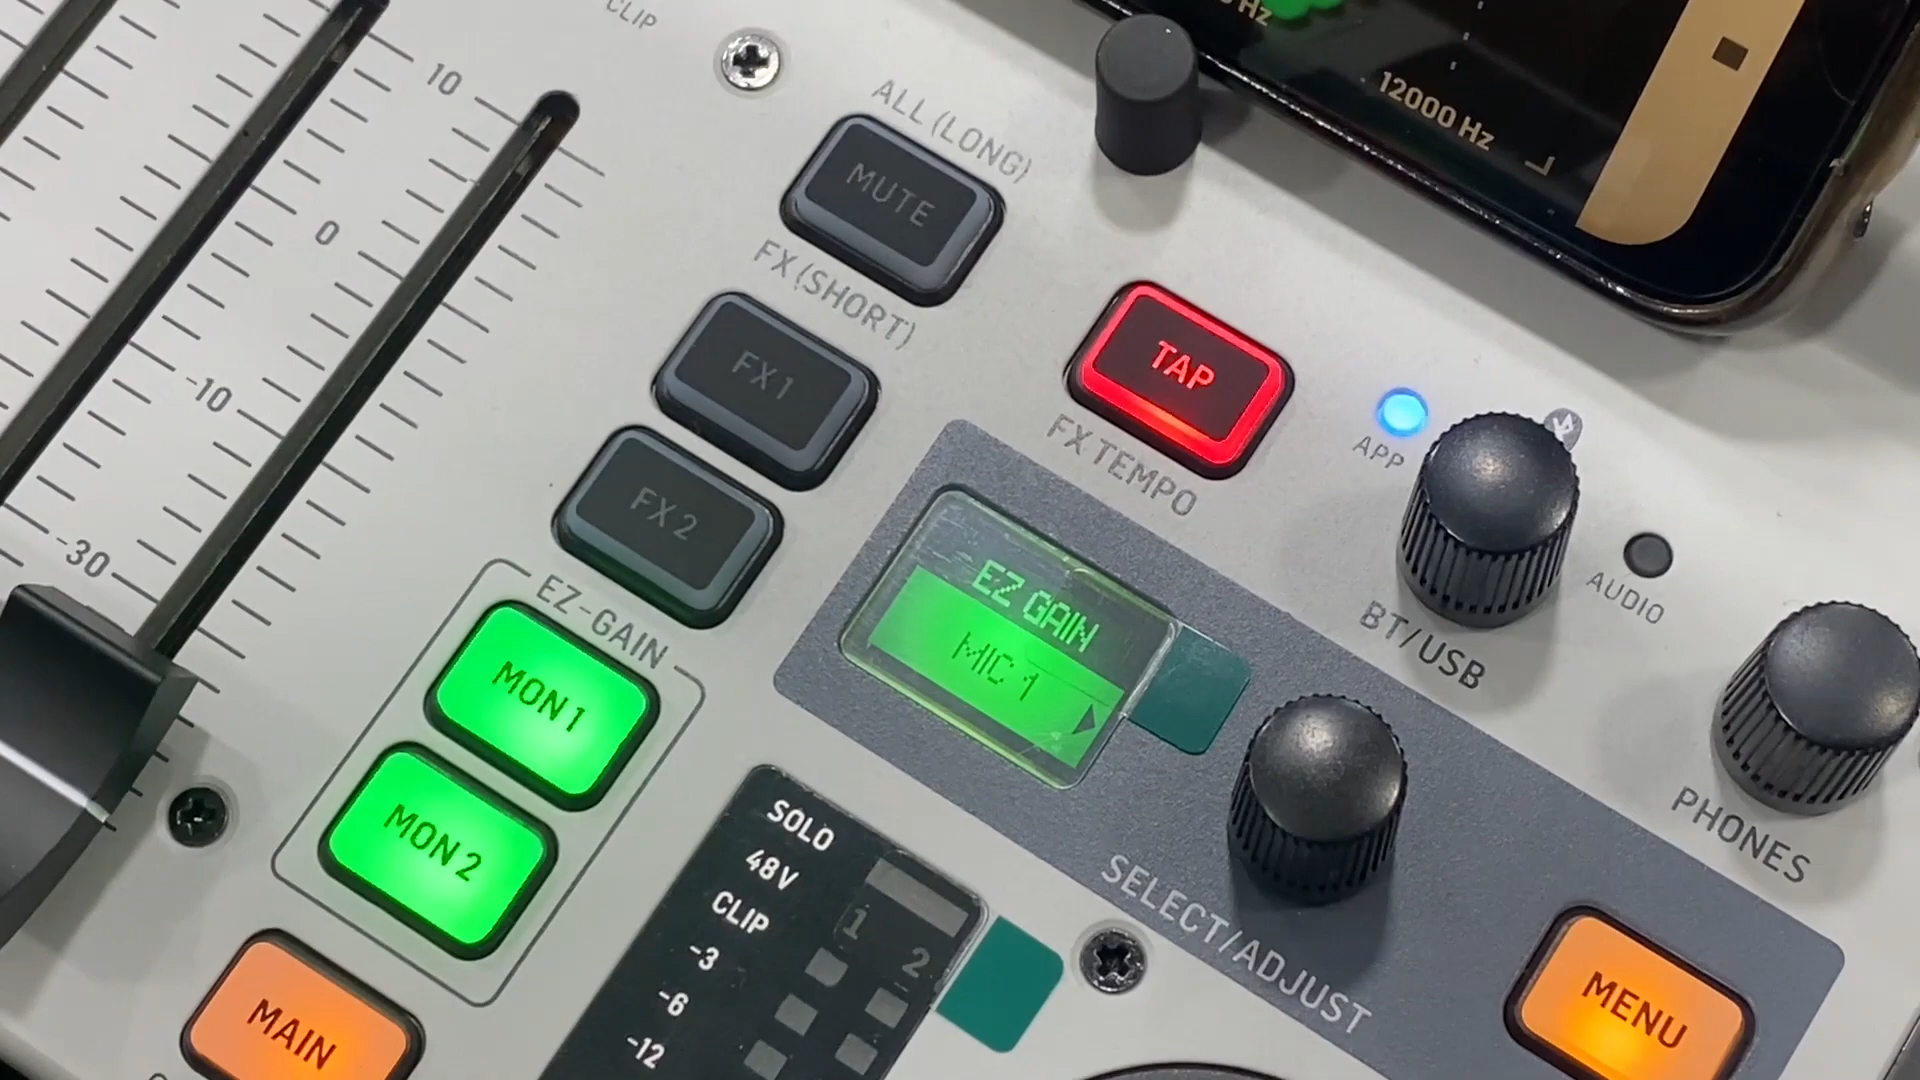 CLIP
12000 Hz
10
0
-10
-30
ALL (LONG)
MUTE
FX (SHORT)
FX 1
FX 2
TAP
FX TEMPO
APP
BT/USB
AUDIO
PHONES
EZ-GAIN
MON 1
MON 2
MAIN
EZ GAIN
MIC 1
SELECT/ADJUST
MENU
SOLO
48V
CLIP
-3
-6
-12
1
2